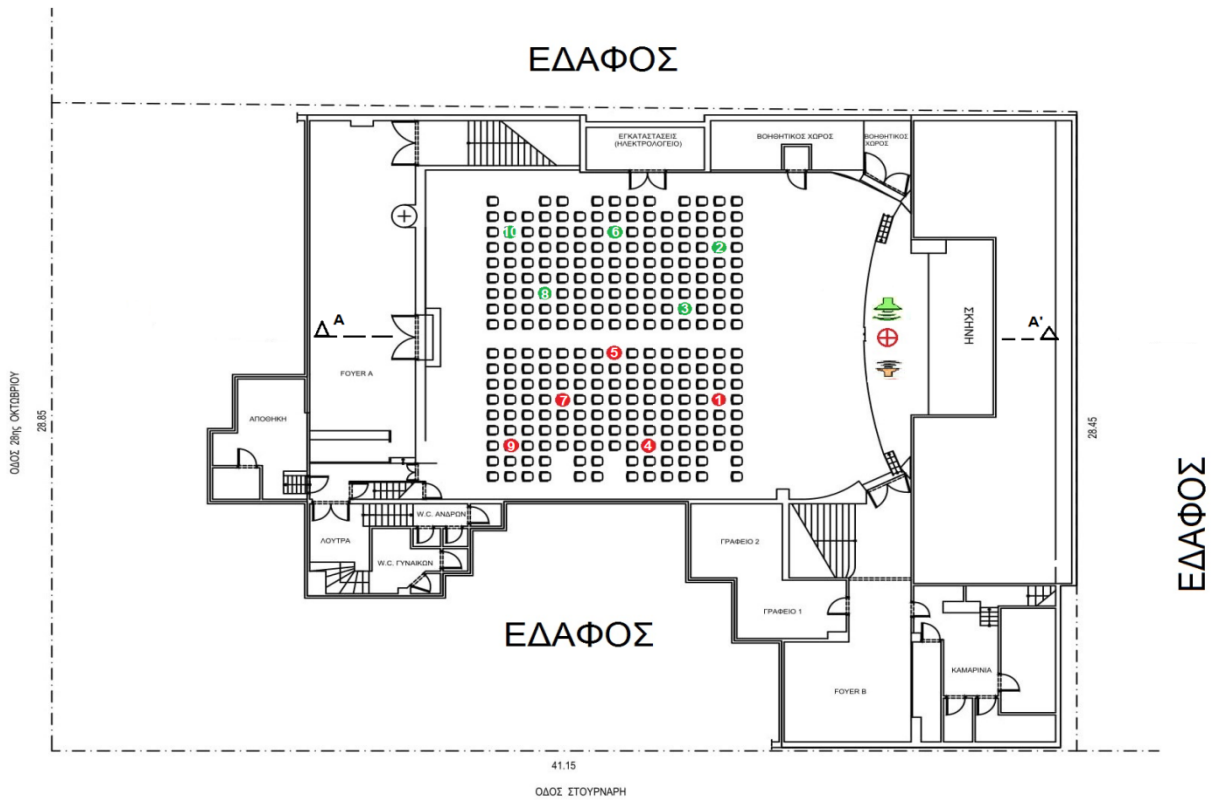 ΕΔΑΦΟΣ
ΕΓΚΑΤΑΣΤΑΣΕΙΣ
(ΗΛΕΚΤΡΟΛΟΓΕΙΟ)
ΒΟΗΘΗΤΙΚΟΣ ΧΩΡΟΣ
ΒΟΗΘΗΤΙΚΟΣ
ΧΩΡΟΣ
10
6
2
8
3
A
A'
ΣΚΗΝΗ
5
FOYER A
7
1
ΟΔΟΣ 28ης ΟΚΤΩΒΡΙΟΥ
28.85
ΑΠΟΘΗΚΗ
28.45
9
4
ΕΔΑΦΟΣ
W.C. ΑΝΔΡΩΝ
ΛΟΥΤΡΑ
W.C. ΓΥΝΑΙΚΩΝ
ΓΡΑΦΕΙΟ 2
ΓΡΑΦΕΙΟ 1
ΕΔΑΦΟΣ
ΚΑΜΑΡΙΝΙΑ
FOYER B
41.15
ΟΔΟΣ ΣΤΟΥΡΝΑΡΗ